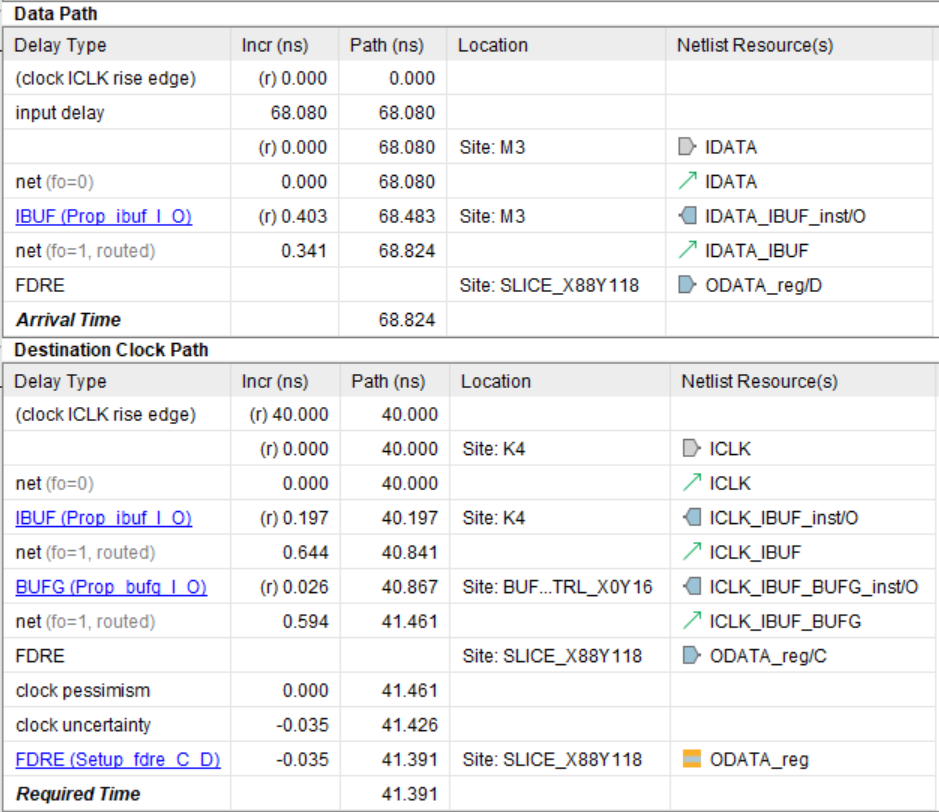 Data Path
Delay Type Incr (ns) Path (ns) Location Netlist Resource(s)
(clock ICLK rise edge) (r) 0.000 0.000
input delay 68.080 68.080
(r) 0.000 68.080 Site: M3 IDATA
net (fo=0) 0.000 68.080 IDATA
IBUF (Prop_ibuf_I_O) (r) 0.403 68.483 Site: M3 IDATA_IBUF_inst/O
net (fo=1, routed) 0.341 68.824 IDATA_IBUF
FDRE Site: SLICE_X88Y118 ODATA_reg/D
Arrival Time 68.824
Destination Clock Path
Delay Type Incr (ns) Path (ns) Location Netlist Resource(s)
(clock ICLK rise edge) (r) 40.000 40.000
(r) 0.000 40.000 Site: K4 ICLK
net (fo=0) 0.000 40.000 ICLK
IBUF (Prop_ibuf_I_O) (r) 0.197 40.197 Site: K4 ICLK_IBUF_inst/O
net (fo=1, routed) 0.644 40.841 ICLK_IBUF
BUFG (Prop_bufg_I_O) (r) 0.026 40.867 Site: BUF...TRL_X0Y16 ICLK_IBUF_BUFG_inst/O
net (fo=1, routed) 0.594 41.461 ICLK_IBUF_BUFG
FDRE Site: SLICE_X88Y118 ODATA_reg/C
clock pessimism 0.000 41.461
clock uncertainty -0.035 41.426
FDRE (Setup_fdre_C_D) -0.035 41.391 Site: SLICE_X88Y118 ODATA_reg
Required Time 41.391